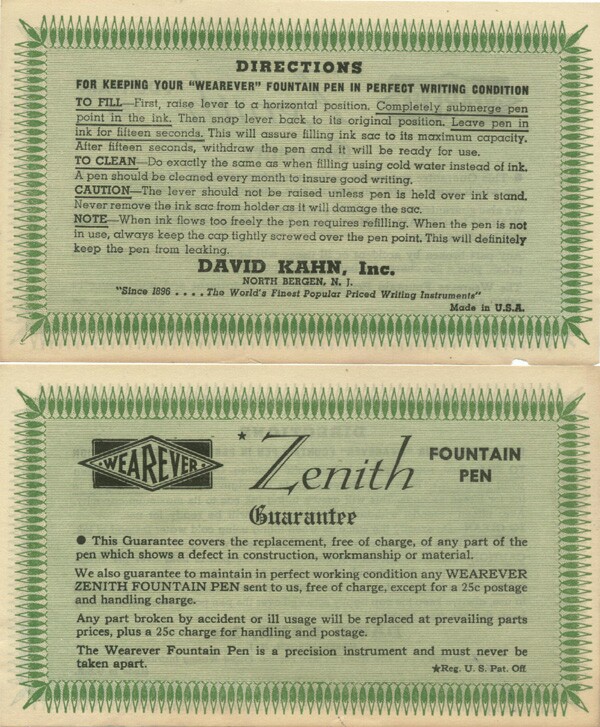 DIRECTIONS
FOR KEEPING YOUR "WEAREVER" FOUNTAIN PEN IN PERFECT WRITING CONDITION
TO FILL—First, raise lever to a horizontal position. Completely submerge pen
point in the ink. Then snap lever back to its original position. Leave pen in
ink for fifteen seconds. This will assure filling ink sac to its maximum capacity.
After fifteen seconds, withdraw the pen and it will be ready for use.
TO CLEAN—Do exactly the same as when filling using cold water instead of ink.
A pen should be cleaned every month to insure good writing.
CAUTION—The lever should not be raised unless pen is held over ink stand.
Never remove the ink sac from holder as it will damage the sac.
NOTE—When ink flows too freely the pen requires refilling. When the pen is not
in use, always keep the cap tightly screwed over the pen point. This will definitely
keep the pen from leaking.
DAVID KAHN, Inc.
NORTH BERGEN, N. J.
"Since 1896 . . . . The World's Finest Popular Priced Writing Instruments"
Made in U.S.A.
WEAREVER
★ Zenith
FOUNTAIN
PEN
Guarantee
● This Guarantee covers the replacement, free of charge, of any part of the
pen which shows a defect in construction, workmanship or material.
We also guarantee to maintain in perfect working condition any WEAREVER
ZENITH FOUNTAIN PEN sent to us, free of charge, except for a 25c postage
and handling charge.
Any part broken by accident or ill usage will be replaced at prevailing parts
prices, plus a 25c charge for handling and postage.
The Wearever Fountain Pen is a precision instrument and must never be
taken apart.
★Reg. U. S. Pat. Off.